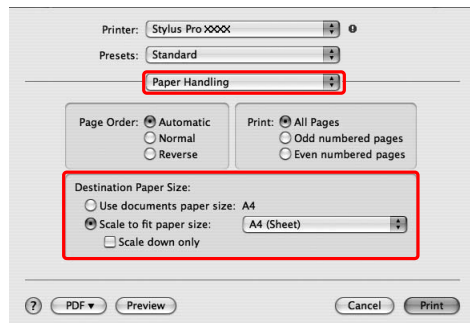 Printer: Stylus Pro XXXX
Presets: Standard
Paper Handling
Page Order: Automatic
Normal
Reverse
Print: All Pages
Odd numbered pages
Even numbered pages
Destination Paper Size:
Use documents paper size: A4
Scale to fit paper size: A4 (Sheet)
Scale down only
? PDF▼ Preview Cancel Print